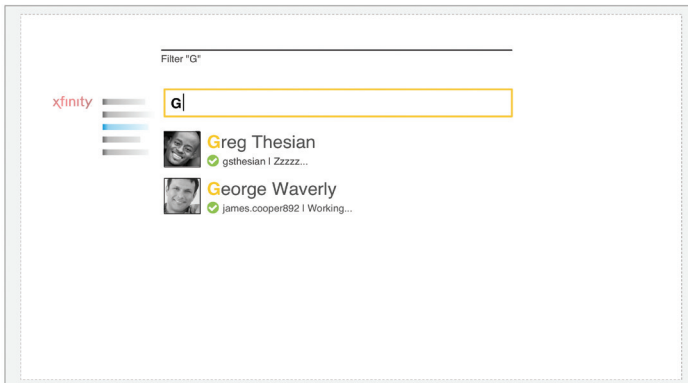 Filter "G"
xfinity
G
Greg Thesian
gsthesian | Zzzzz...
George Waverly
james.cooper892 | Working...